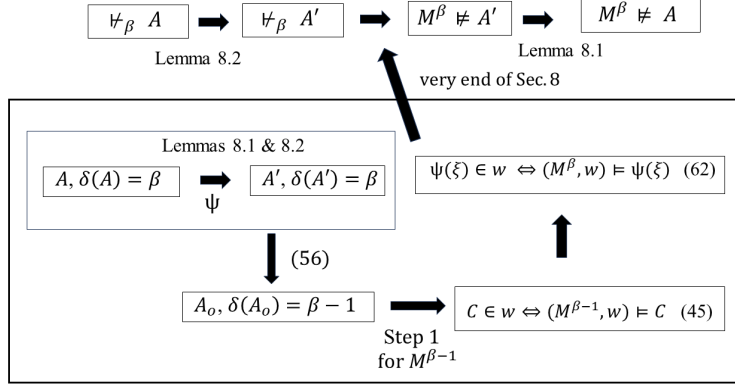 ⊬_β A
⊬_β A′
M^β ⊭ A′
M^β ⊭ A
Lemma 8.2
Lemma 8.1
very end of Sec. 8
Lemmas 8.1 & 8.2
A, δ(A) = β
ψ
A′, δ(A′) = β
ψ(ξ) ∈ w ⇔ (M^β, w) ⊨ ψ(ξ) (62)
(56)
A_o, δ(A_o) = β − 1
Step 1
for M^{β−1}
C ∈ w ⇔ (M^{β−1}, w) ⊨ C (45)